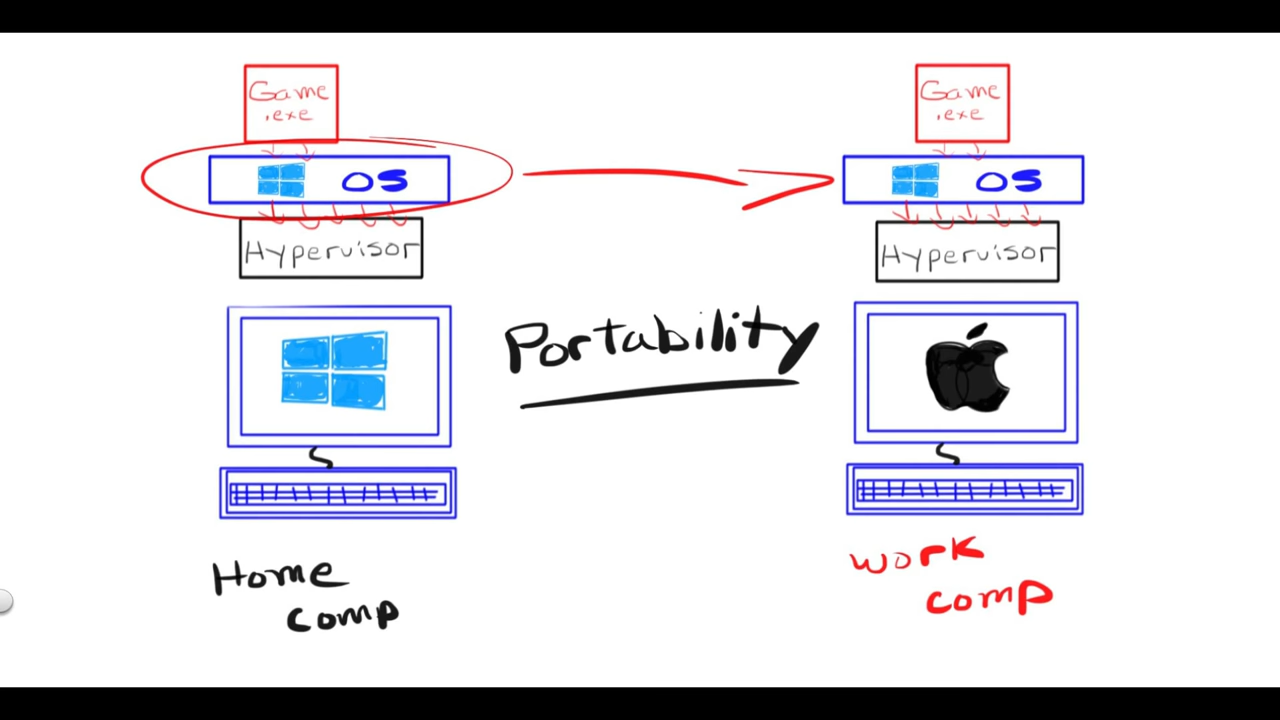 Game
.exe
OS
Hypervisor
Game
.exe
OS
Hypervisor
Portability
Home
comp
work
comp